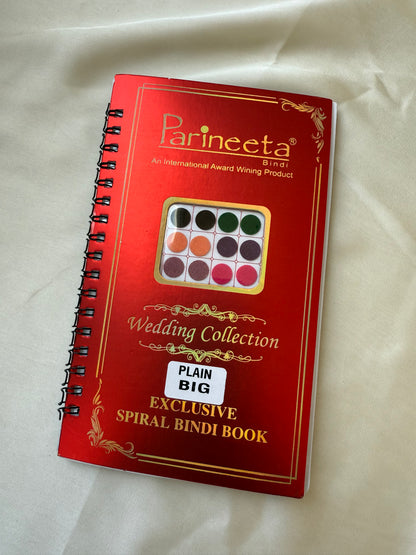 Parineeta®
Bindi
An International Award Wining Product
Wedding Collection
PLAIN
BIG
EXCLUSIVE
SPIRAL BINDI BOOK